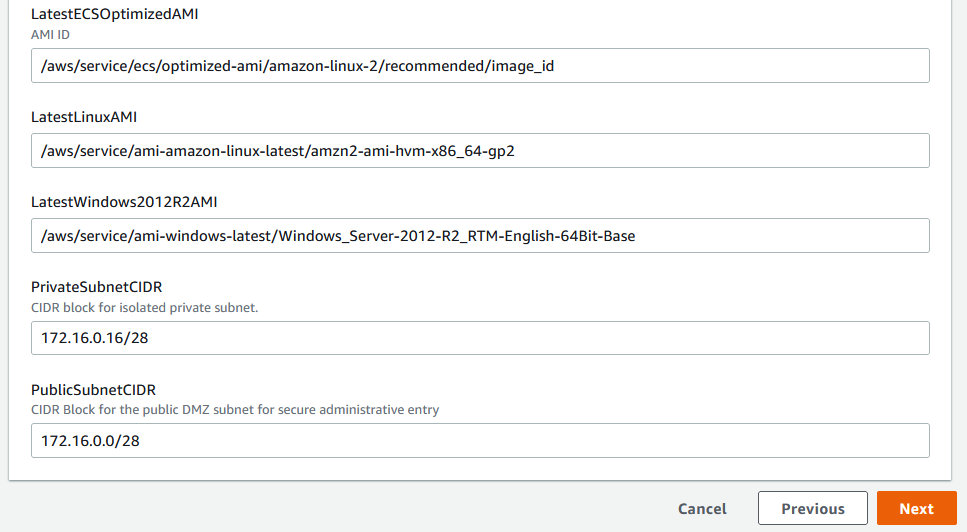 LatestECSOptimizedAMI
AMI ID
/aws/service/ecs/optimized-ami/amazon-linux-2/recommended/image_id
LatestLinuxAMI
/aws/service/ami-amazon-linux-latest/amzn2-ami-hvm-x86_64-gp2
LatestWindows2012R2AMI
/aws/service/ami-windows-latest/Windows_Server-2012-R2_RTM-English-64Bit-Base
PrivateSubnetCIDR
CIDR block for isolated private subnet.
172.16.0.16/28
PublicSubnetCIDR
CIDR Block for the public DMZ subnet for secure administrative entry
172.16.0.0/28
Cancel Previous Next